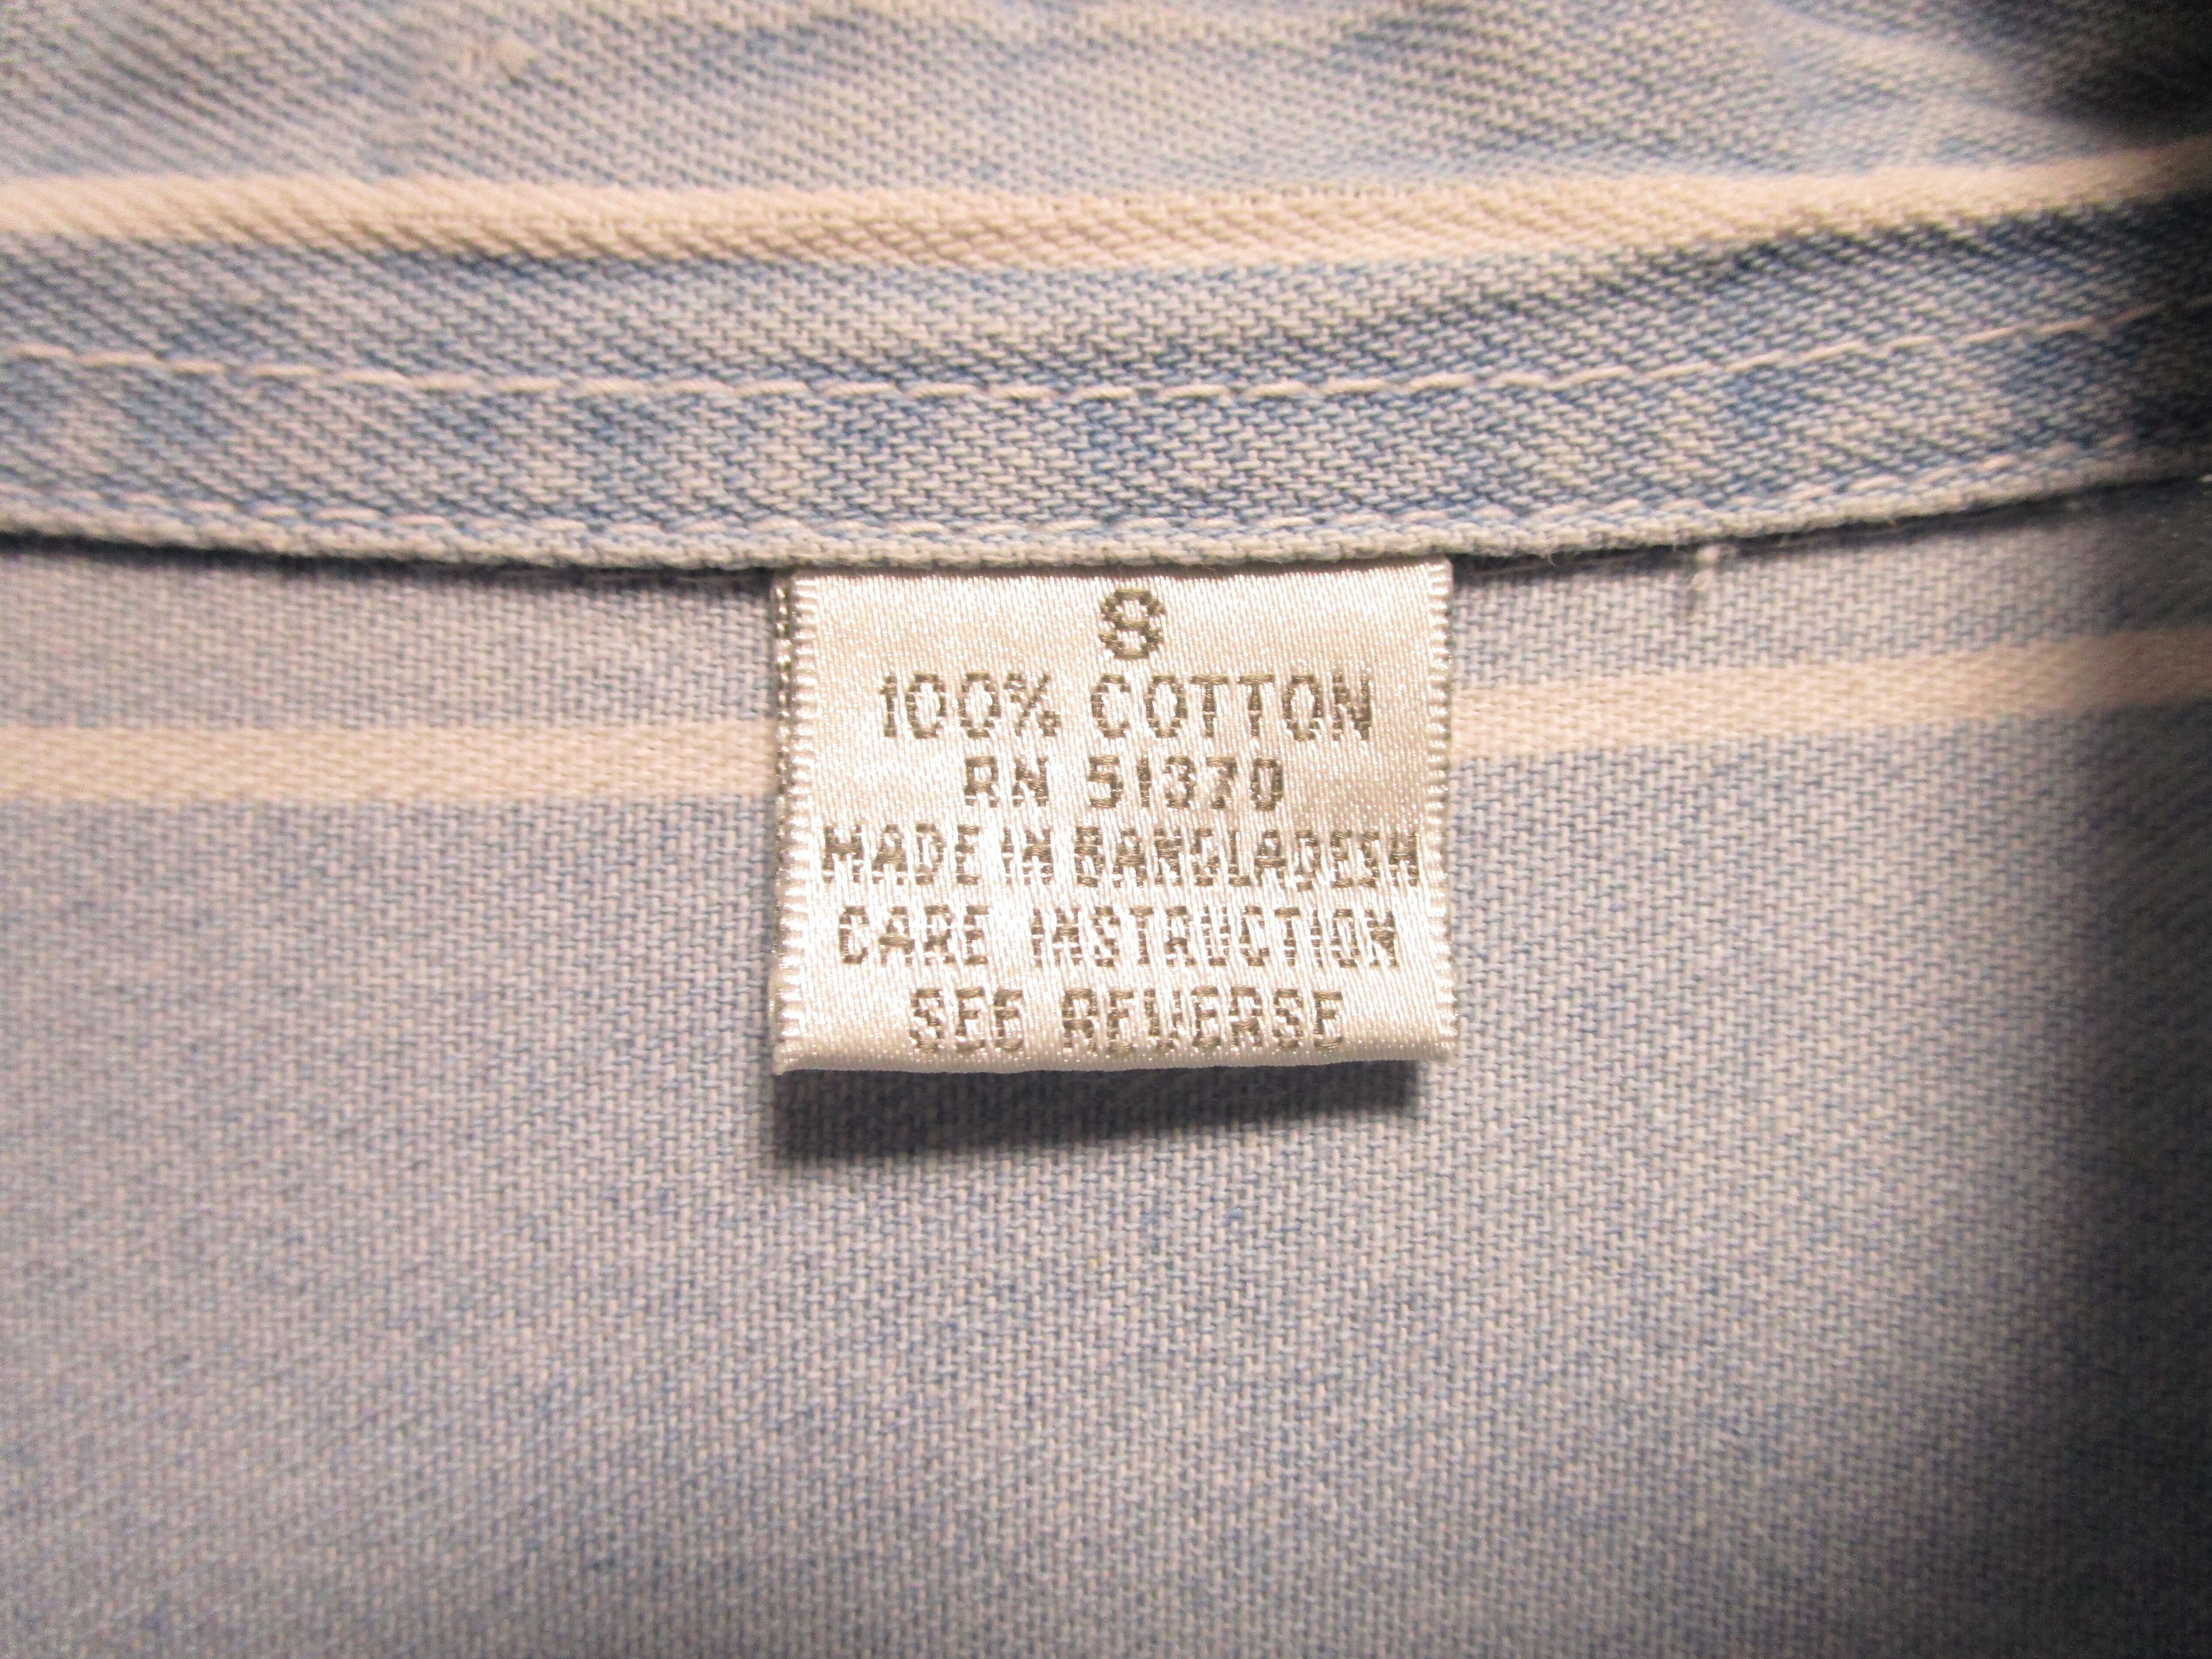 S
100% COTTON
RN 51370
MADE IN BANGLADESH
CARE INSTRUCTION
SEE REVERSE